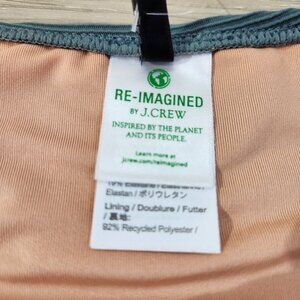 RE-IMAGINED
BY J.CREW
INSPIRED BY THE PLANET
AND ITS PEOPLE.
Learn more at
jcrew.com/reimagined
Elastan / ポリウレタン
Lining / Doublure / Futter
/ 裏地:
92% Recycled Polyester /